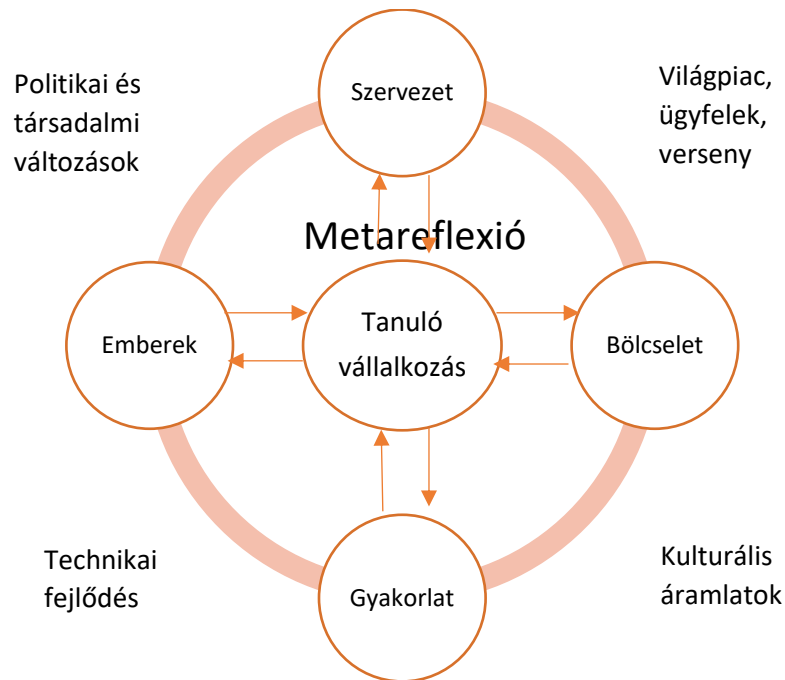 Politikai és
társadalmi
változások
Szervezet
Világpiac,
ügyfelek,
verseny
Metareflexió
Emberek
Tanuló
vállalkozás
Bölcselet
Technikai
fejlődés
Gyakorlat
Kulturális
áramlatok